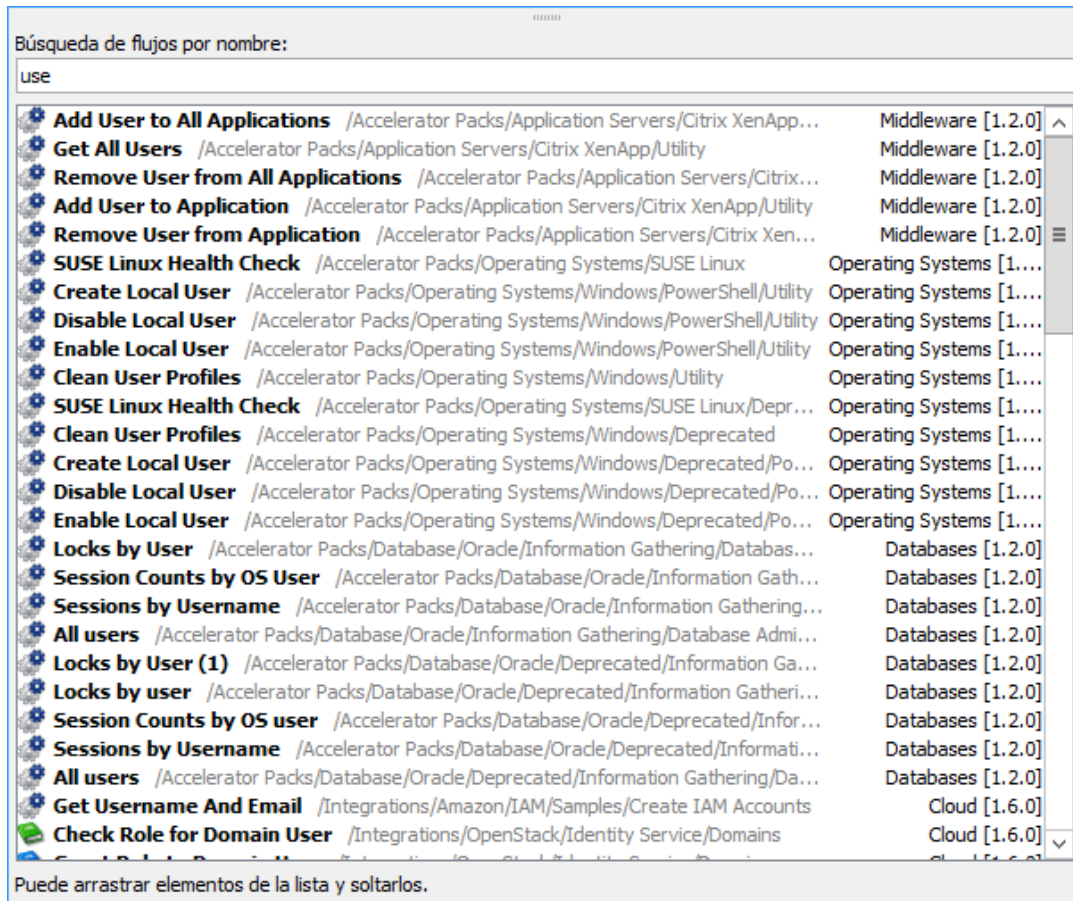 Búsqueda de flujos por nombre:
use
Add User to All Applications /Accelerator Packs/Application Servers/Citrix XenApp... Middleware [1.2.0]
Get All Users /Accelerator Packs/Application Servers/Citrix XenApp/Utility Middleware [1.2.0]
Remove User from All Applications /Accelerator Packs/Application Servers/Citrix... Middleware [1.2.0]
Add User to Application /Accelerator Packs/Application Servers/Citrix XenApp/Utility Middleware [1.2.0]
Remove User from Application /Accelerator Packs/Application Servers/Citrix Xen... Middleware [1.2.0]
SUSE Linux Health Check /Accelerator Packs/Operating Systems/SUSE Linux Operating Systems [1....
Create Local User /Accelerator Packs/Operating Systems/Windows/PowerShell/Utility Operating Systems [1....
Disable Local User /Accelerator Packs/Operating Systems/Windows/PowerShell/Utility Operating Systems [1....
Enable Local User /Accelerator Packs/Operating Systems/Windows/PowerShell/Utility Operating Systems [1....
Clean User Profiles /Accelerator Packs/Operating Systems/Windows/Utility Operating Systems [1....
SUSE Linux Health Check /Accelerator Packs/Operating Systems/SUSE Linux/Depr... Operating Systems [1....
Clean User Profiles /Accelerator Packs/Operating Systems/Windows/Deprecated Operating Systems [1....
Create Local User /Accelerator Packs/Operating Systems/Windows/Deprecated/Po... Operating Systems [1....
Disable Local User /Accelerator Packs/Operating Systems/Windows/Deprecated/Po... Operating Systems [1....
Enable Local User /Accelerator Packs/Operating Systems/Windows/Deprecated/Po... Operating Systems [1....
Locks by User /Accelerator Packs/Database/Oracle/Information Gathering/Databas... Databases [1.2.0]
Session Counts by OS User /Accelerator Packs/Database/Oracle/Information Gath... Databases [1.2.0]
Sessions by Username /Accelerator Packs/Database/Oracle/Information Gathering... Databases [1.2.0]
All users /Accelerator Packs/Database/Oracle/Information Gathering/Database Admi... Databases [1.2.0]
Locks by User (1) /Accelerator Packs/Database/Oracle/Deprecated/Information Ga... Databases [1.2.0]
Locks by user /Accelerator Packs/Database/Oracle/Deprecated/Information Gatheri... Databases [1.2.0]
Session Counts by OS user /Accelerator Packs/Database/Oracle/Deprecated/Infor... Databases [1.2.0]
Sessions by Username /Accelerator Packs/Database/Oracle/Deprecated/Informati... Databases [1.2.0]
All users /Accelerator Packs/Database/Oracle/Deprecated/Information Gathering/Da... Databases [1.2.0]
Get Username And Email /Integrations/Amazon/IAM/Samples/Create IAM Accounts Cloud [1.6.0]
Check Role for Domain User /Integrations/OpenStack/Identity Service/Domains Cloud [1.6.0]
Puede arrastrar elementos de la lista y soltarlos.